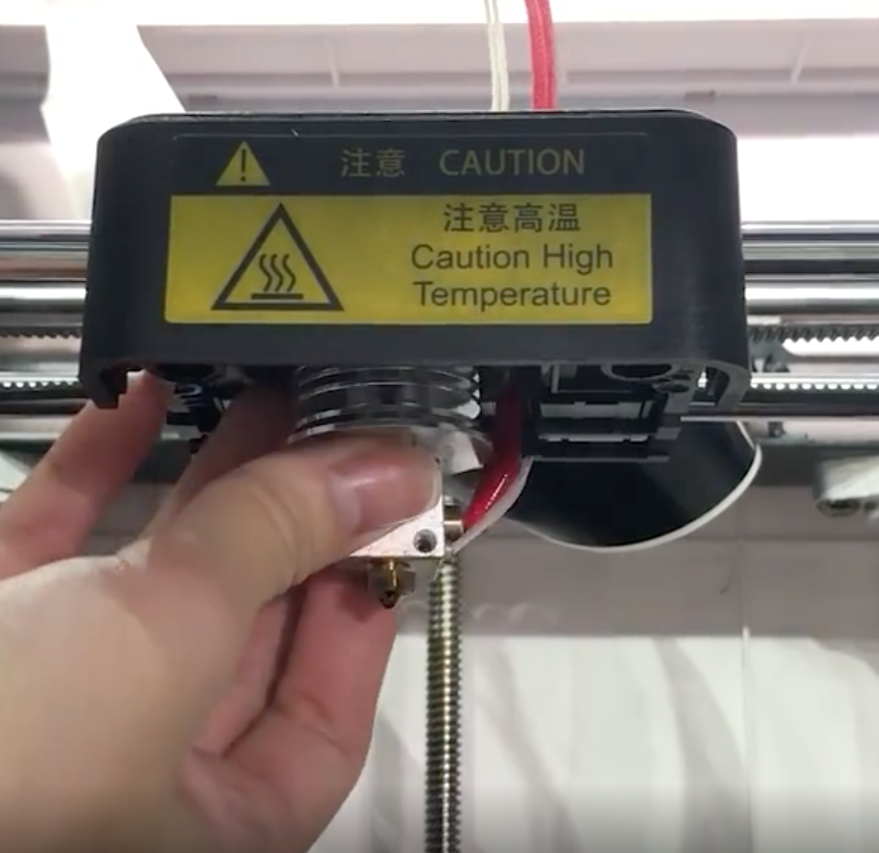 注意 CAUTION
注意高温
Caution High
Temperature